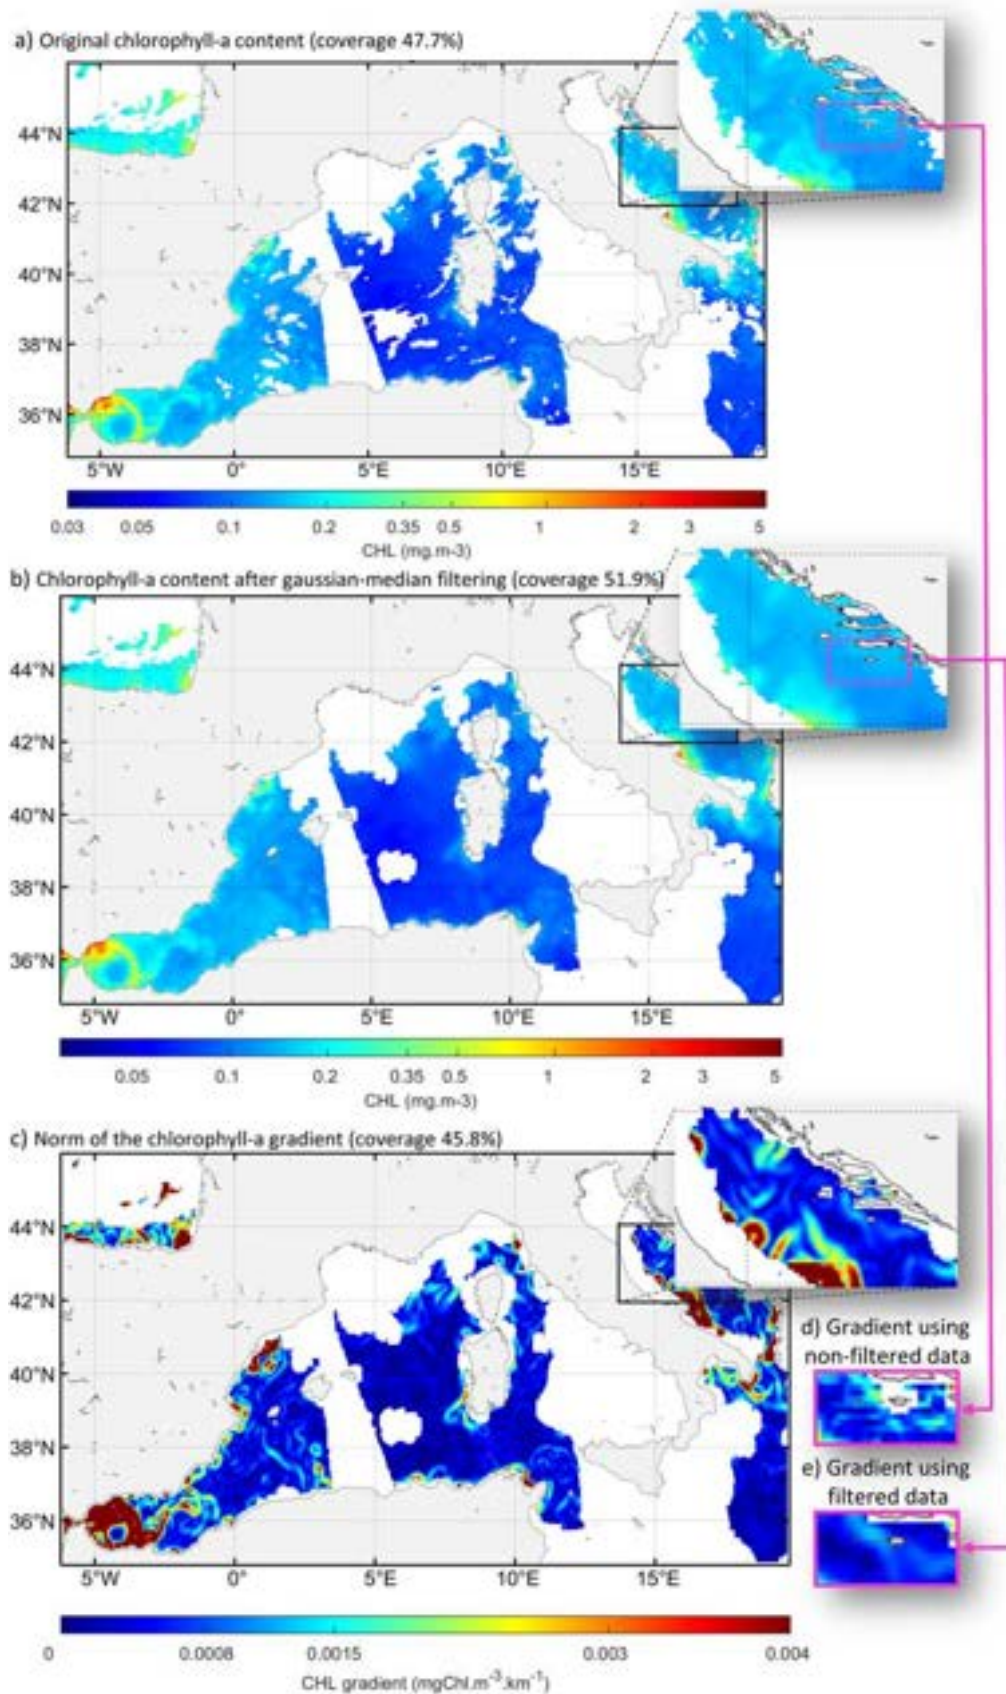 a) Original chlorophyll-a content (coverage 47.7%)
44°N
42°N
40°N
38°N
36°N
5°W 0° 5°E 10°E 15°E
0.03 0.05 0.1 0.2 0.35 0.5 1 2 3 5
CHL (mg.m-3)
b) Chlorophyll-a content after gaussian-median filtering (coverage 51.9%)
44°N
42°N
40°N
38°N
36°N
5°W 0° 5°E 10°E 15°E
0.05 0.1 0.2 0.35 0.5 1 2 3 5
CHL (mg.m-3)
c) Norm of the chlorophyll-a gradient (coverage 45.8%)
44°N
42°N
40°N
38°N
36°N
5°W 0° 5°E 10°E 15°E
d) Gradient using
non-filtered data
e) Gradient using
filtered data
0 0.0008 0.0015 0.003 0.004
CHL gradient (mgChl.m⁻³.km⁻¹)